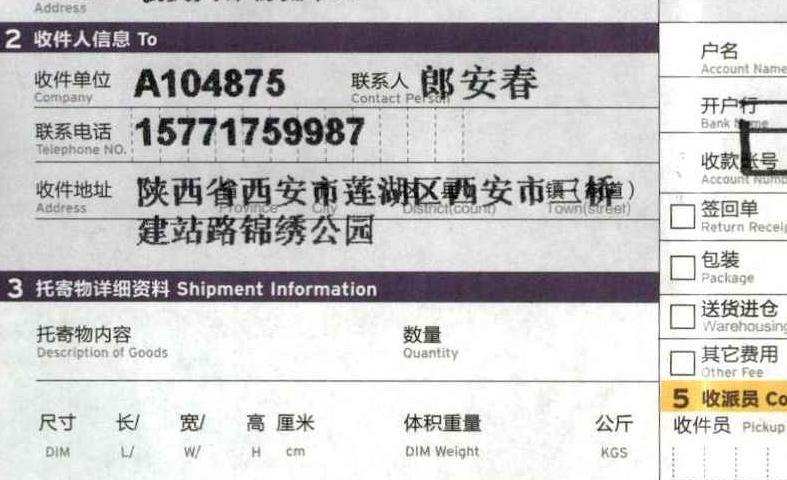 Address
2 收件人信息 To
收件单位 A104875 联系人 郎安春
Company Contact Person
联系电话 15771759987
Telephone NO.
收件地址 陕西省西安市莲湖区西安市三桥
Address Province City District(count) Town(street)
建站路锦绣公园
3 托寄物详细资料 Shipment Information
托寄物内容 数量
Description of Goods Quantity
尺寸 长/ 宽/ 高 厘米 体积重量 公斤
DIM L/ W/ H cm DIM Weight KGS
户名
Account Name
开户行
Bank Name
收款账号
Account Numb
签回单
Return Receip
包装
Package
送货进仓
Warehousing
其它费用
Other Fee
5 收派员 Co
收件员 Pickup